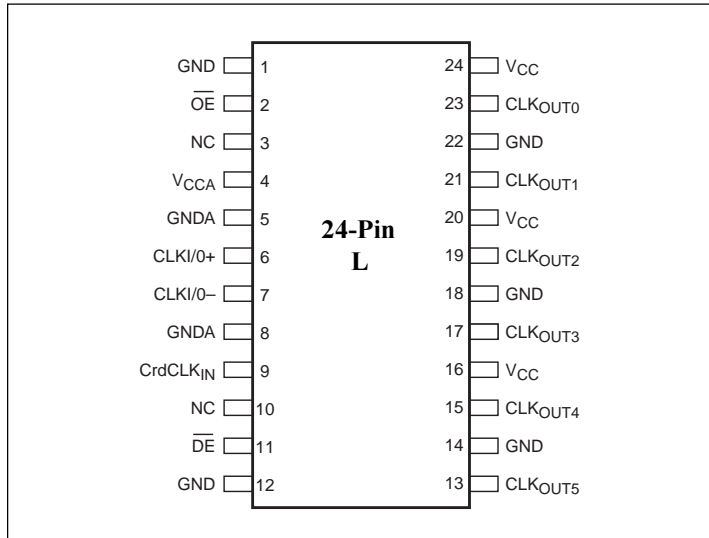 GND 1 24 VCC
OE 2 23 CLKOUT0
NC 3 22 GND
VCCA 4 21 CLKOUT1
GNDA 5 20 VCC
24-Pin
L
CLKI/0+ 6 19 CLKOUT2
CLKI/0– 7 18 GND
GNDA 8 17 CLKOUT3
CrdCLKIN 9 16 VCC
NC 10 15 CLKOUT4
DE 11 14 GND
GND 12 13 CLKOUT5